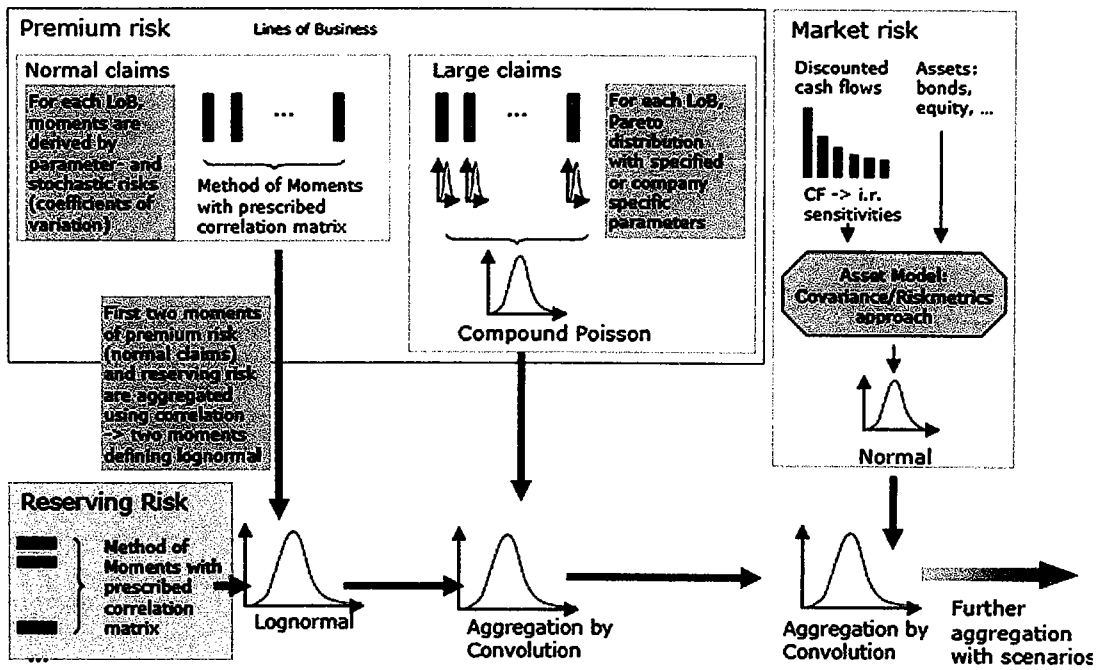 Premium risk
Lines of Business
Normal claims
For each LoB,
moments are
derived by
parameter- and
stochastic risks
(coefficients of
variation)
...
Method of Moments
with prescribed
correlation matrix
Large claims
...
For each LoB,
Pareto
distribution
with specified
or company
specific
parameters
Compound Poisson
First two moments
of premium risk
(normal claims)
and reserving risk
are aggregated
using correlation
-> two moments
defining lognormal
Market risk
Discounted
cash flows
Assets:
bonds,
equity, ...
CF -> i.r.
sensitivities
Asset Model:
Covariance/Riskmetrics
approach
Normal
Reserving Risk
Method of
Moments with
prescribed
correlation
matrix
...
Lognormal
Aggregation by
Convolution
Aggregation by
Convolution
Further
aggregation
with scenarios